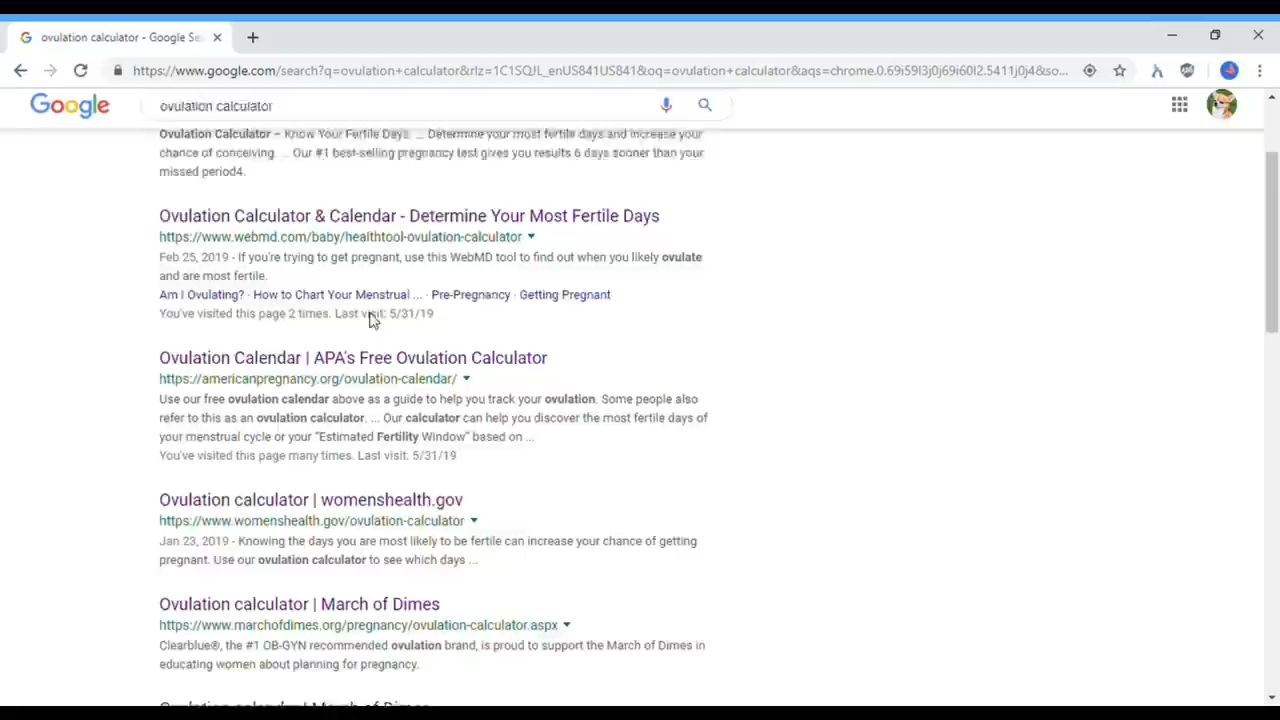 ovulation calculator - Google Se
https://www.google.com/search?q=ovulation+calculator&rlz=1C1SQJL_enUS841US841&oq=ovulation+calculator&aqs=chrome.0.69i59l3j0j69i60l2.5411j0j4&so...
Google
ovulation calculator
Ovulation Calculator – Know Your Fertile Days. ... Determine your most fertile days and increase your
chance of conceiving. ... Our #1 best-selling pregnancy test gives you results 6 days sooner than your
missed period4.
Ovulation Calculator & Calendar - Determine Your Most Fertile Days
https://www.webmd.com/baby/healthtool-ovulation-calculator
Feb 25, 2019 - If you're trying to get pregnant, use this WebMD tool to find out when you likely ovulate
and are most fertile.
Am I Ovulating? · How to Chart Your Menstrual ... · Pre-Pregnancy · Getting Pregnant
You've visited this page 2 times. Last visit: 5/31/19
Ovulation Calendar | APA's Free Ovulation Calculator
https://americanpregnancy.org/ovulation-calendar/
Use our free ovulation calendar above as a guide to help you track your ovulation. Some people also
refer to this as an ovulation calculator. ... Our calculator can help you discover the most fertile days of
your menstrual cycle or your "Estimated Fertility Window" based on ...
You've visited this page many times. Last visit: 5/31/19
Ovulation calculator | womenshealth.gov
https://www.womenshealth.gov/ovulation-calculator
Jan 23, 2019 - Knowing the days you are most likely to be fertile can increase your chance of getting
pregnant. Use our ovulation calculator to see which days ...
Ovulation calculator | March of Dimes
https://www.marchofdimes.org/pregnancy/ovulation-calculator.aspx
Clearblue®, the #1 OB-GYN recommended ovulation brand, is proud to support the March of Dimes in
educating women about planning for pregnancy.
Ovulation calendar | March of Dimes